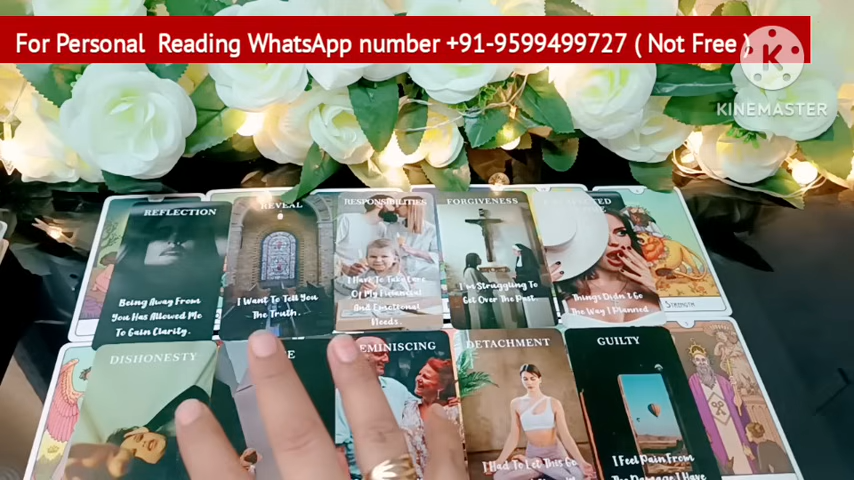 For Personal Reading WhatsApp number +91-9599499727 ( Not Free )
KINEMASTER
REFLECTION
Being Away From
You Has Allowed Me
To Gain Clarity.
REVEAL
I Want To Tell You
The Truth.
RESPONSIBILITIES
I Have To Take Care
Of My Financial
And Emotional
Needs.
FORGIVENESS
I'm Struggling To
Get Over The Past.
Things Didn't Go
The Way I Planned
STRENGTH
DISHONESTY
EMINISCING
DETACHMENT
I Had To Let This Go
GUILTY
I Feel Pain From
The Damage I Have